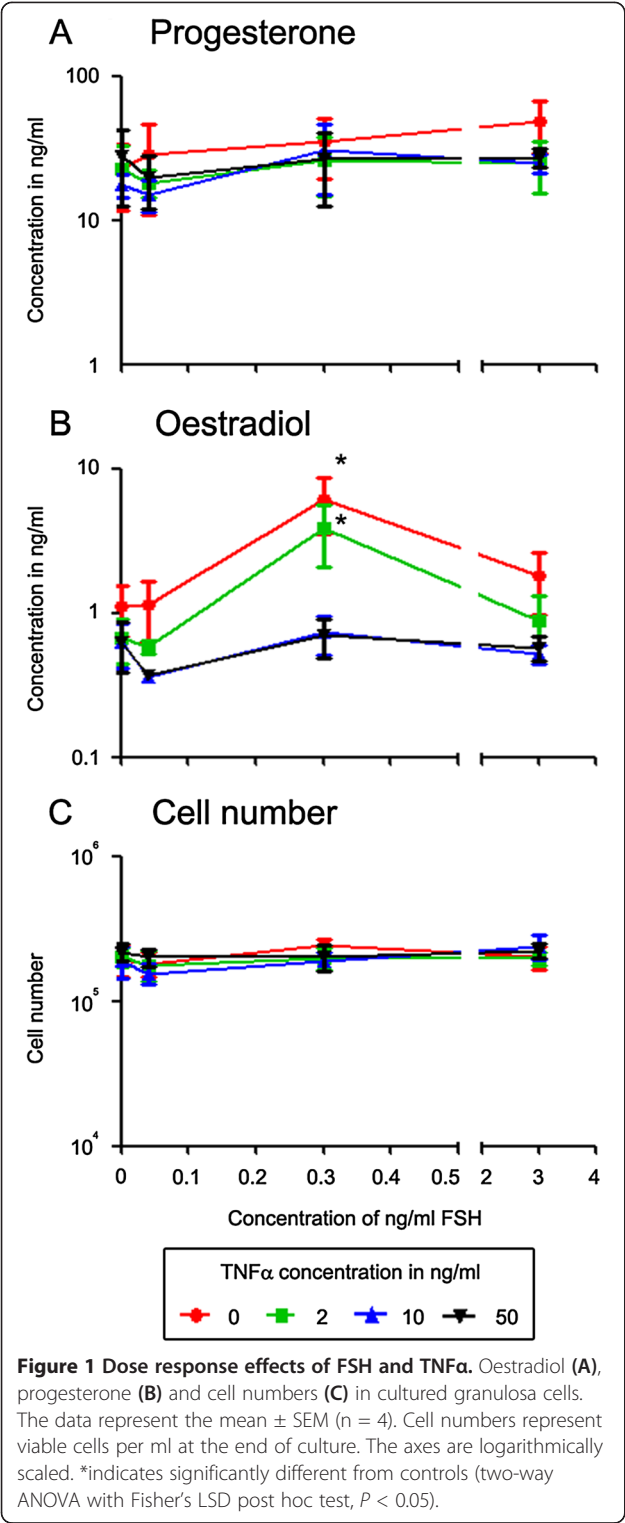 A Progesterone
100
10
1
Concentration in ng/ml
B Oestradiol
*
*
10
1
0.1
Concentration in ng/ml
C Cell number
10⁶
10⁵
10⁴
Cell number
0 0.1 0.2 0.3 0.4 0.5 2 3 4
Concentration of ng/ml FSH
TNFα concentration in ng/ml
0 2 10 50
Figure 1 Dose response effects of FSH and TNFα. Oestradiol (A),
progesterone (B) and cell numbers (C) in cultured granulosa cells.
The data represent the mean ± SEM (n = 4). Cell numbers represent
viable cells per ml at the end of culture. The axes are logarithmically
scaled. *indicates significantly different from controls (two-way
ANOVA with Fisher's LSD post hoc test, P < 0.05).